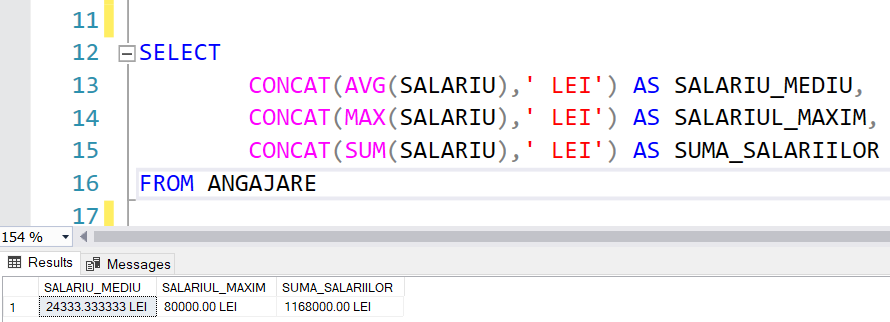 11
12 SELECT
13 CONCAT(AVG(SALARIU),' LEI') AS SALARIU_MEDIU,
14 CONCAT(MAX(SALARIU),' LEI') AS SALARIUL_MAXIM,
15 CONCAT(SUM(SALARIU),' LEI') AS SUMA_SALARIILOR
16 FROM ANGAJARE
17
154 %
Results Messages
SALARIU_MEDIU SALARIUL_MAXIM SUMA_SALARIILOR
1 24333.333333 LEI 80000.00 LEI 1168000.00 LEI